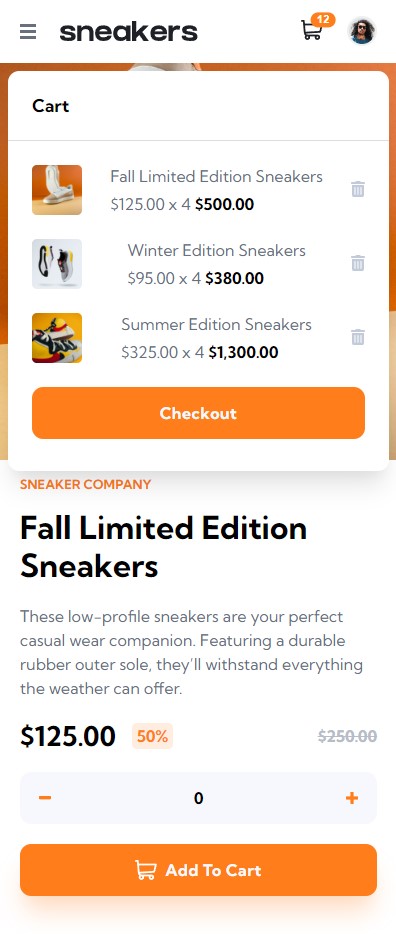 sneakers
12
Cart
Fall Limited Edition Sneakers
$125.00 x 4 $500.00
Winter Edition Sneakers
$95.00 x 4 $380.00
Summer Edition Sneakers
$325.00 x 4 $1,300.00
Checkout
SNEAKER COMPANY
Fall Limited Edition
Sneakers
These low-profile sneakers are your perfect
casual wear companion. Featuring a durable
rubber outer sole, they'll withstand everything
the weather can offer.
$125.00 50% $250.00
0
Add To Cart